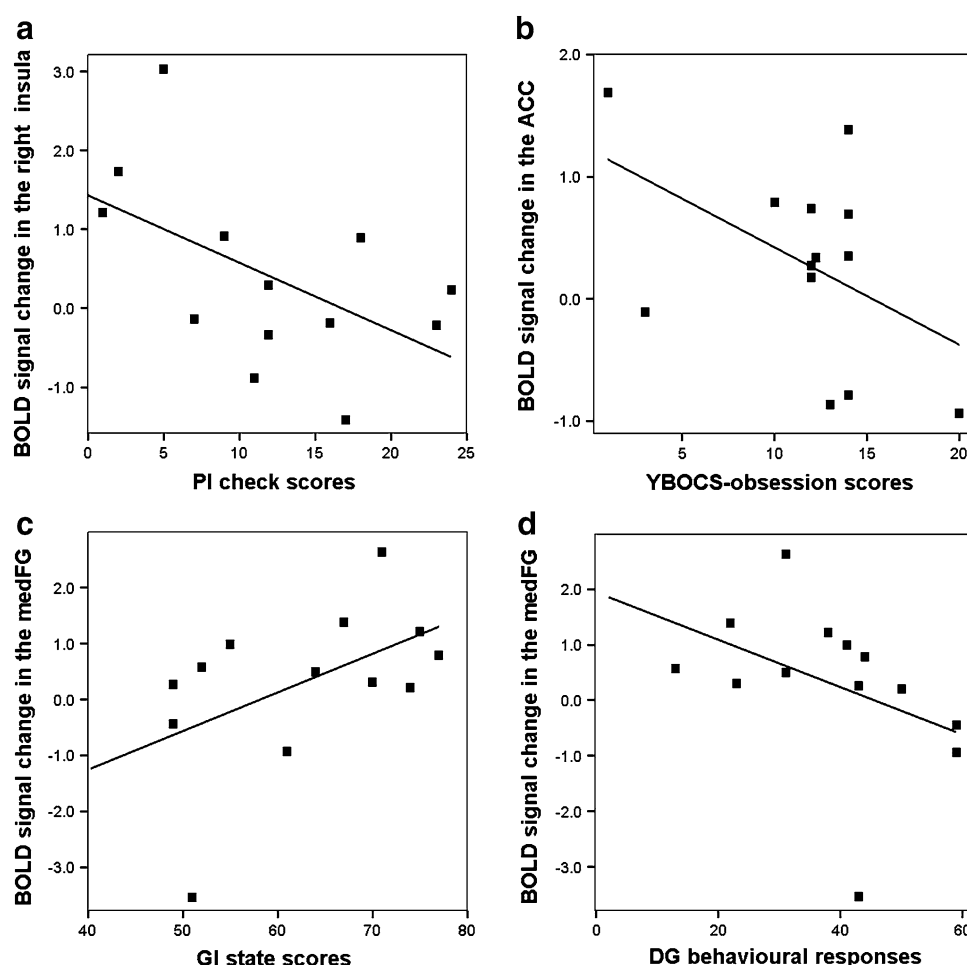 a
BOLD signal change in the right insula
3.0
2.0
1.0
0.0
-1.0
0 5 10 15 20 25
PI check scores
b
BOLD signal change in the ACC
2.0
1.0
0.0
-1.0
5 10 15 20
YBOCS-obsession scores
c
BOLD signal change in the medFG
2.0
1.0
0.0
-1.0
-2.0
-3.0
40 50 60 70 80
GI state scores
d
BOLD signal change in the medFG
2.0
1.0
0.0
-1.0
-2.0
-3.0
0 20 40 60
DG behavioural responses